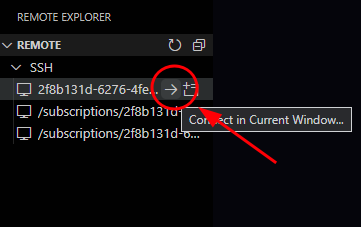 REMOTE EXPLORER
REMOTE
SSH
2f8b131d-6276-4fe...
/subscriptions/2f8b131d-
/subscriptions/2f8b131d-6...
Connect in Current Window...